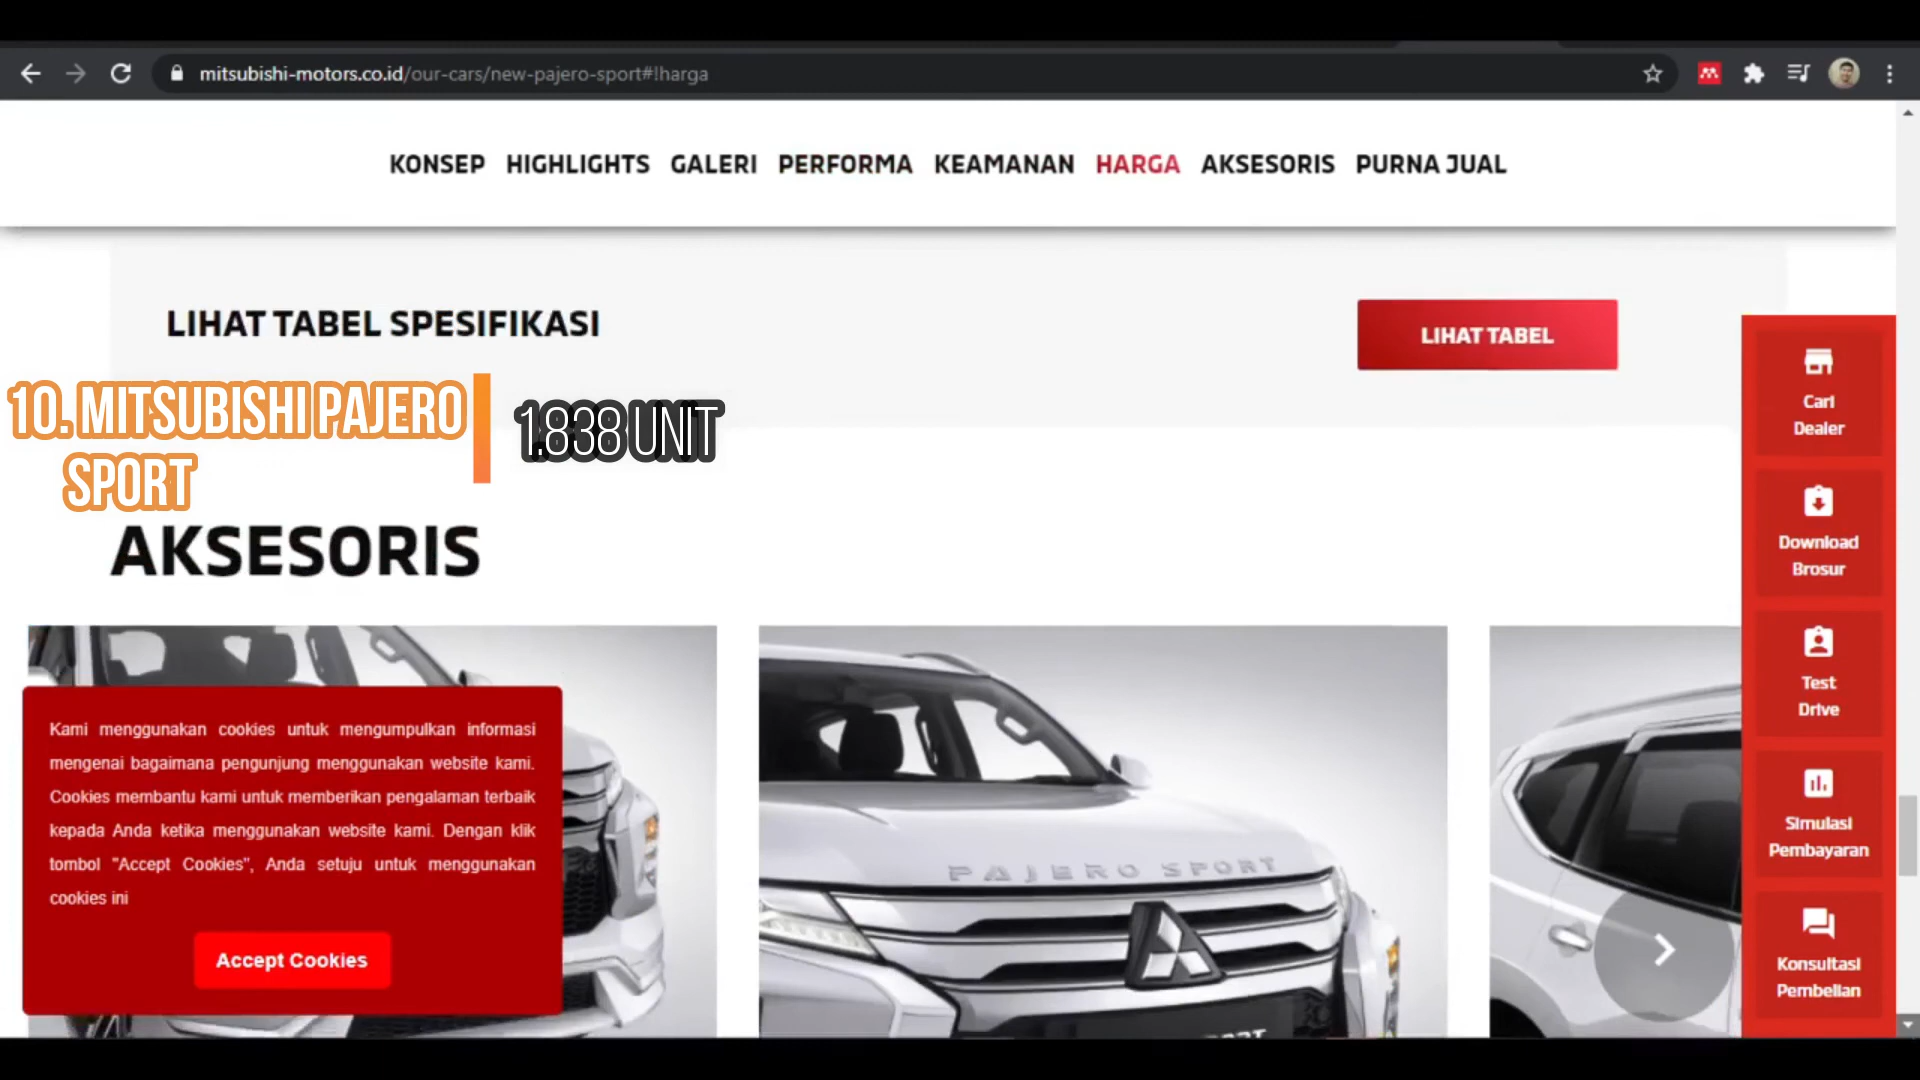 mitsubishi-motors.co.id/our-cars/new-pajero-sport#!harga
KONSEP HIGHLIGHTS GALERI PERFORMA KEAMANAN HARGA AKSESORIS PURNA JUAL
LIHAT TABEL SPESIFIKASI
LIHAT TABEL
10. MITSUBISHI PAJERO
SPORT
1.838 UNIT
AKSESORIS
Kami menggunakan cookies untuk mengumpulkan informasi
mengenai bagaimana pengunjung menggunakan website kami.
Cookies membantu kami untuk memberikan pengalaman terbaik
kepada Anda ketika menggunakan website kami. Dengan klik
tombol "Accept Cookies", Anda setuju untuk menggunakan
cookies ini
Accept Cookies
PAJERO SPORT
Cari
Dealer
Download
Brosur
Test
Drive
Simulasi
Pembayaran
Konsultasi
Pembelian